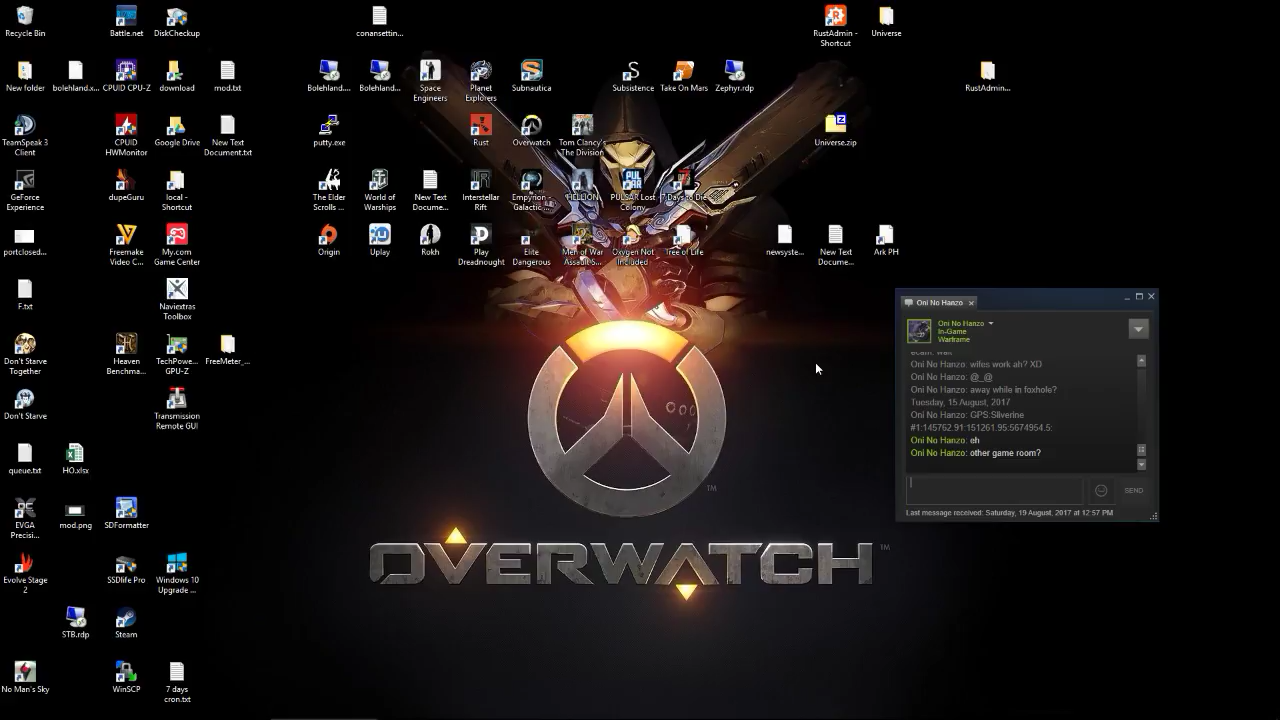 Recycle Bin
Battle.net
DiskCheckup
conansettin...
RustAdmin -
Shortcut
Universe
New folder
bolehland.x...
CPUID CPU-Z
download
mod.txt
Bolehland....
Bolehland....
Space
Engineers
Planet
Explorers
Subnautica
Subsistence
Take On Mars
Zephyr.rdp
RustAdmin...
TeamSpeak 3
Client
CPUID
HWMonitor
Google Drive
New Text
Document.txt
putty.exe
Rust
Overwatch
Tom Clancy's
The Division
Universe.zip
GeForce
Experience
dupeGuru
local -
Shortcut
The Elder
Scrolls ...
World of
Warships
New Text
Docume...
Interstellar
Rift
Empyrion -
Galactic ...
HELLION
PULSAR Lost
Colony
7 Days to Die
portclosed...
Freemake
Video C...
My.com
Game Center
Origin
Uplay
Rokh
Play
Dreadnought
Elite
Dangerous
Men of War
Assault S...
Oxygen Not
Included
Tree of Life
newsyste...
New Text
Docume...
Ark PH
F.txt
Naviextras
Toolbox
Don't Starve
Together
Heaven
Benchma...
TechPowe...
GPU-Z
FreeMeter_...
Don't Starve
Transmission
Remote GUI
queue.txt
HO.xlsx
EVGA
Precisi...
mod.png
SDFormatter
Evolve Stage
2
SSDlife Pro
Windows 10
Upgrade ...
STB.rdp
Steam
No Man's Sky
WinSCP
7 days
cron.txt
Oni No Hanzo
Oni No Hanzo
In-Game
Warframe
Oni No Hanzo: wifes work ah? XD
Oni No Hanzo: @_@
Oni No Hanzo: away while in foxhole?
Tuesday, 15 August, 2017
Oni No Hanzo: GPS:Silverine
#1:145762.91:151261.95:5674954.5:
Oni No Hanzo: eh
Oni No Hanzo: other game room?
SEND
Last message received: Saturday, 19 August, 2017 at 12:57 PM
TM
OVERWATCH
TM